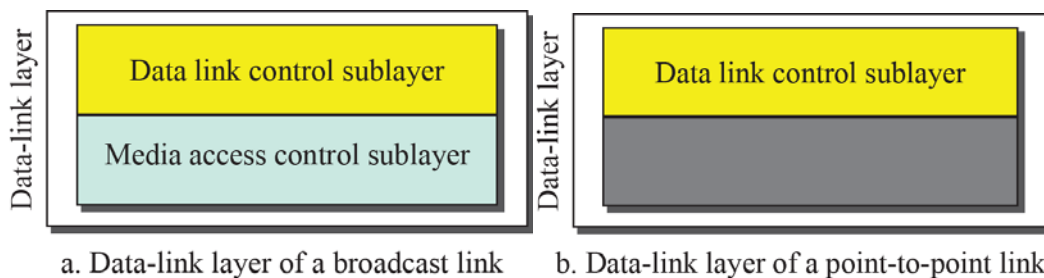 Data-link layer
Data link control sublayer
Media access control sublayer
a. Data-link layer of a broadcast link
Data-link layer
Data link control sublayer
b. Data-link layer of a point-to-point link